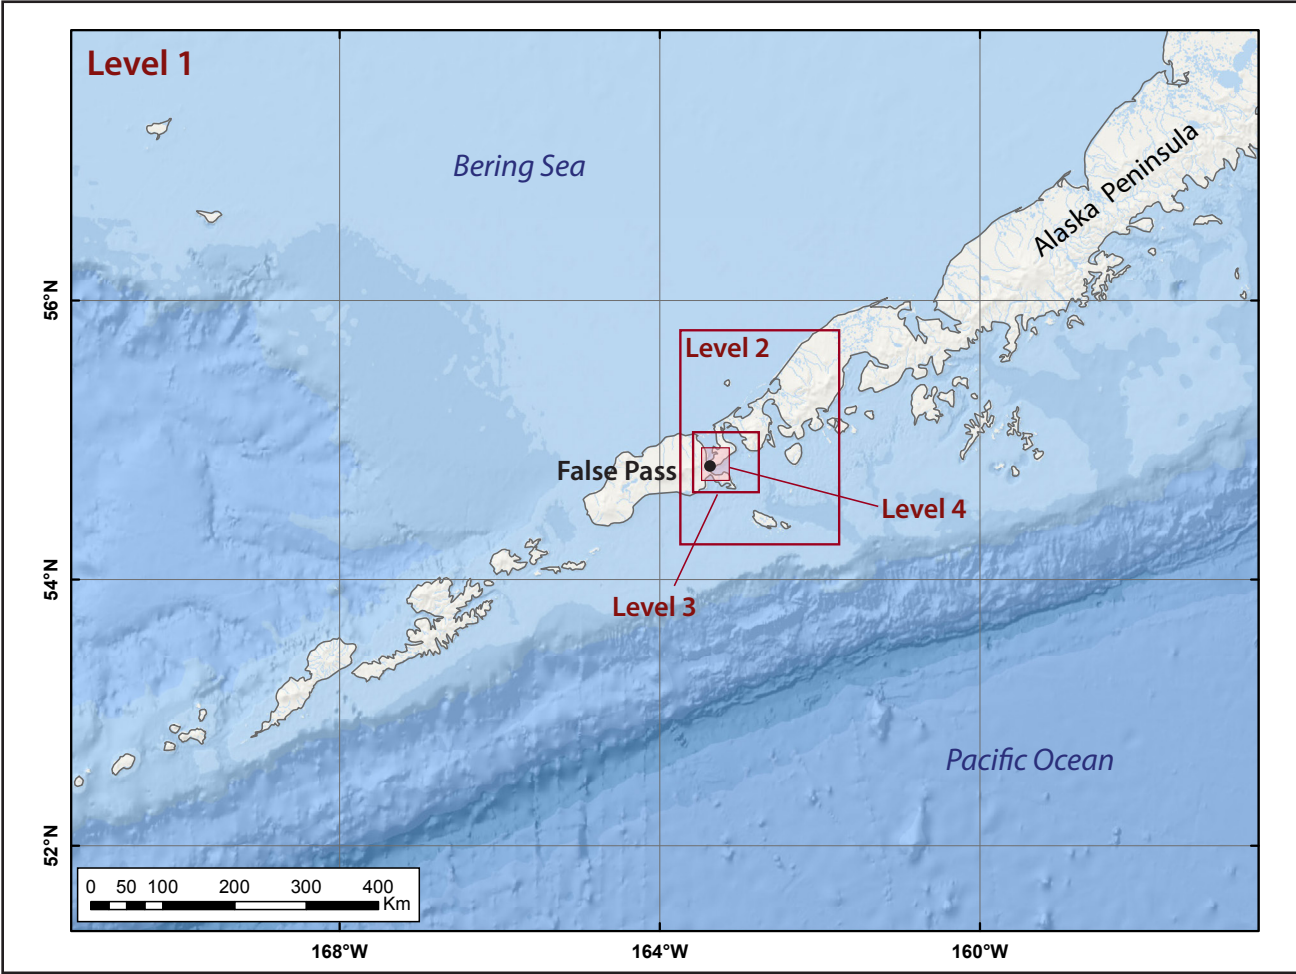 Level 1
Bering Sea
Alaska Peninsula
56°N
Level 2
False Pass
Level 4
54°N
Level 3
Pacific Ocean
52°N
0 50 100 200 300 400
Km
168°W 164°W 160°W